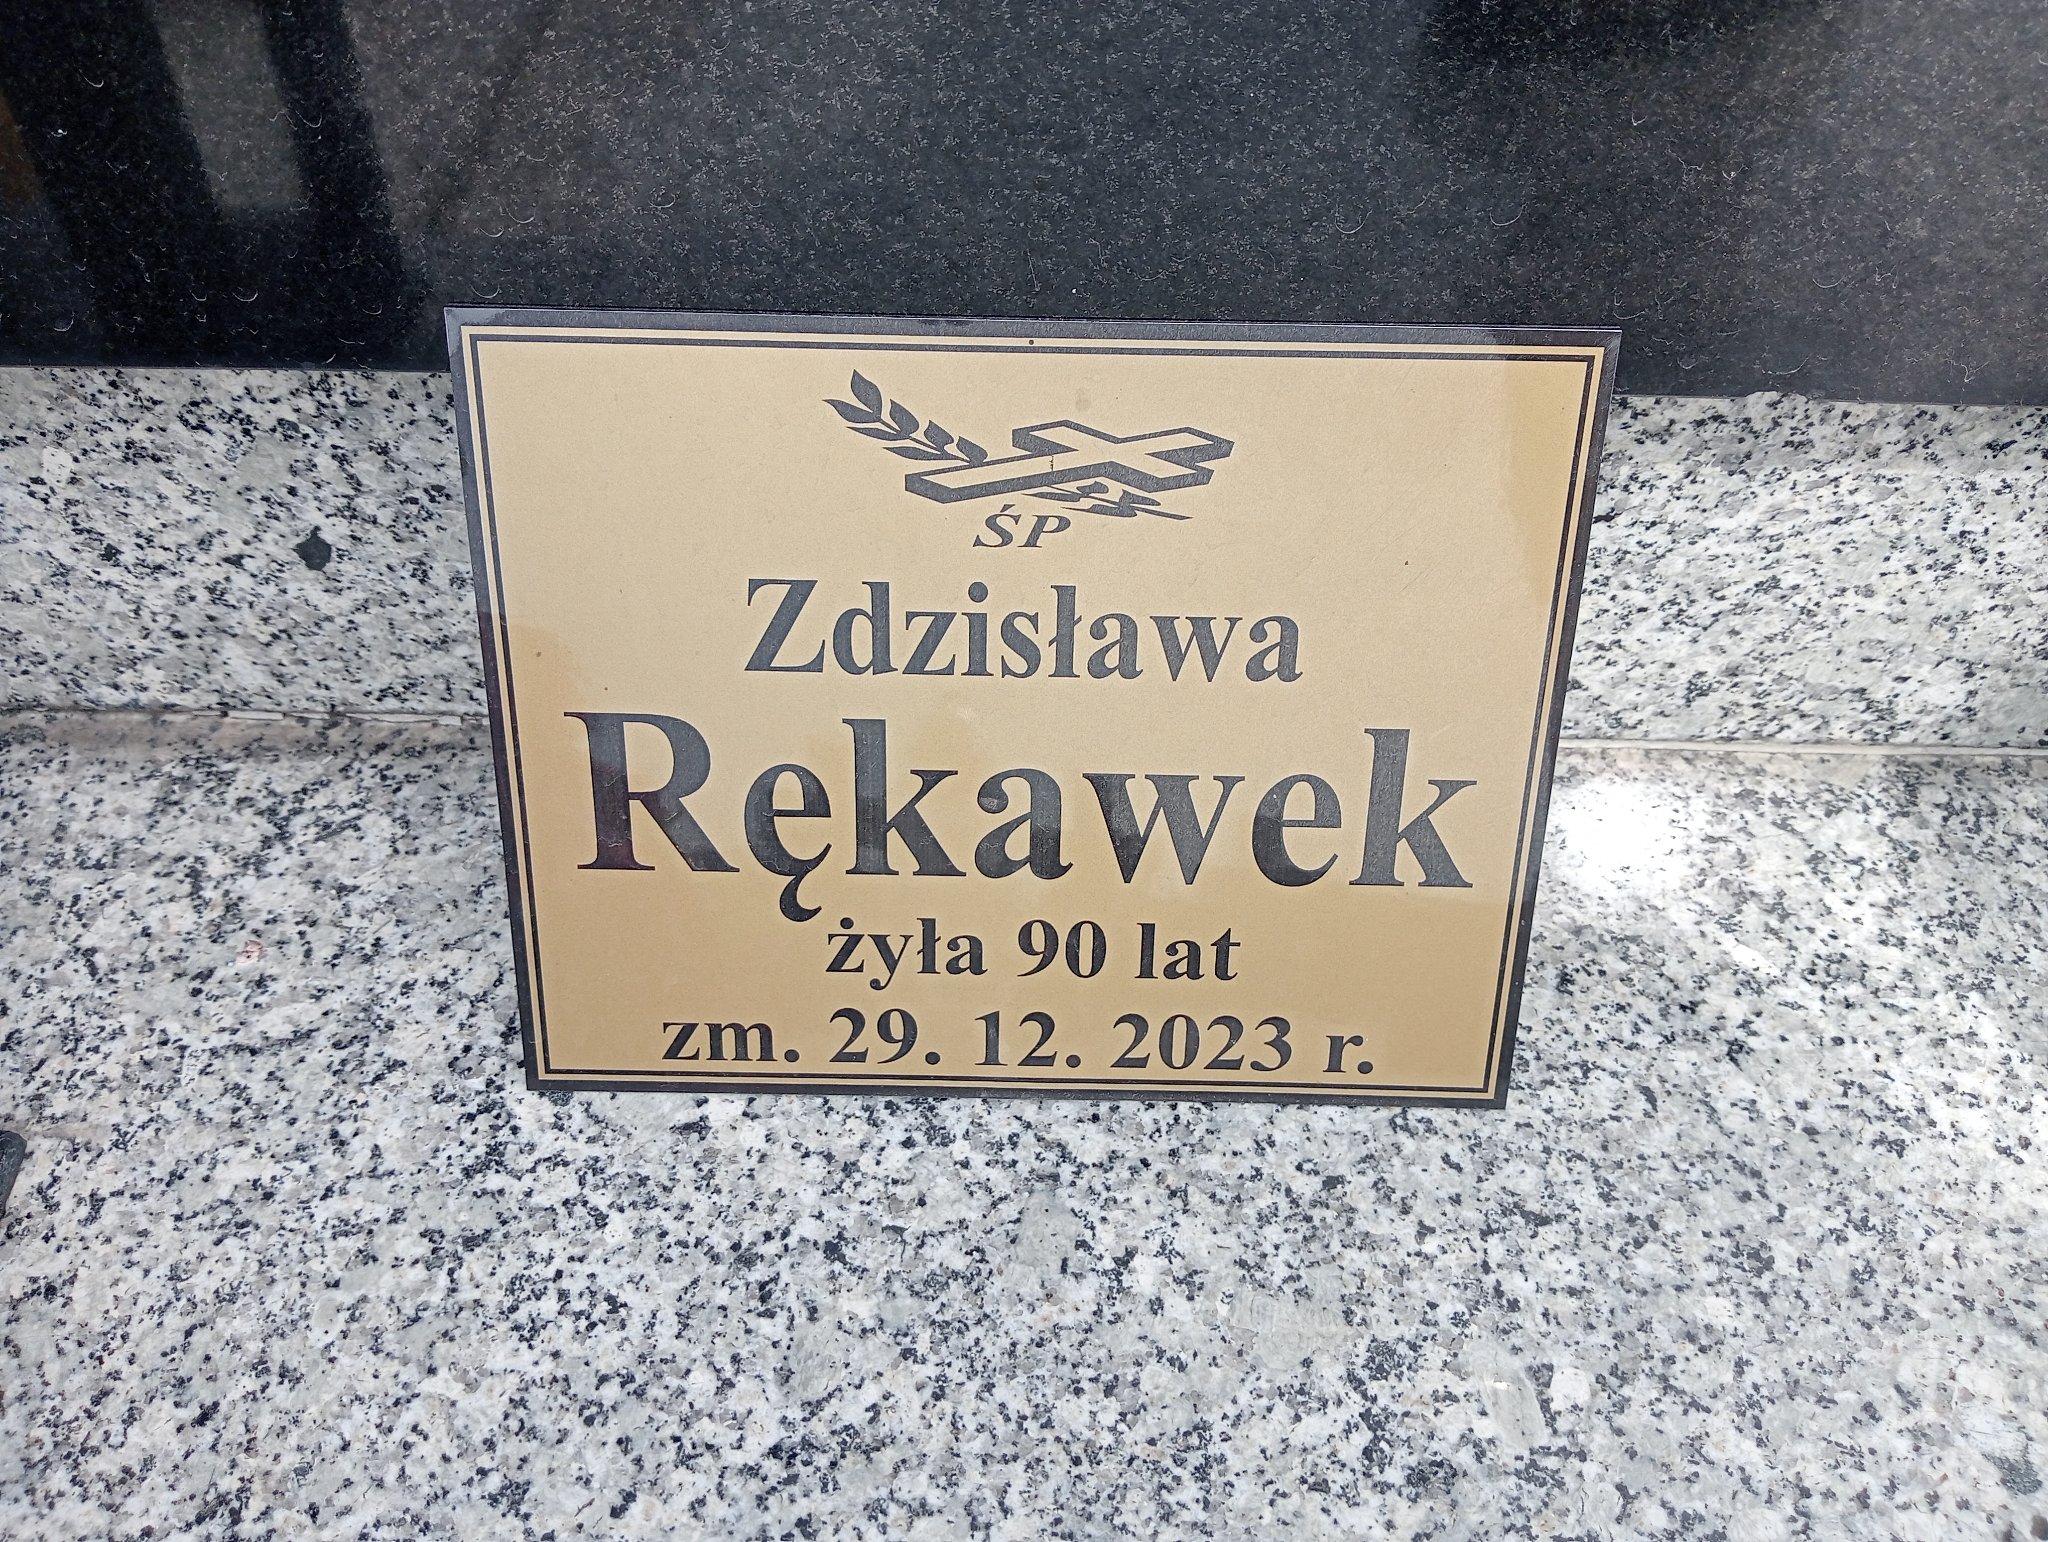 ŚP
Zdzisława
Rękawek
żyła 90 lat
zm. 29. 12. 2023 r.